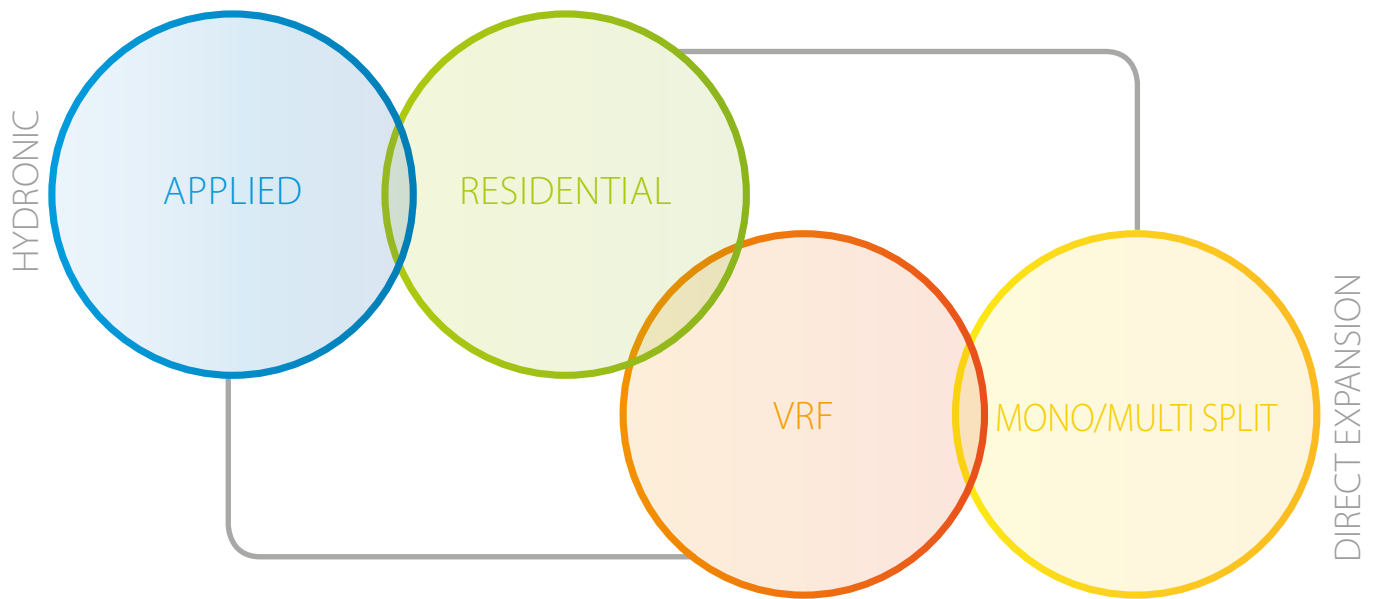 HYDRONIC
APPLIED
RESIDENTIAL
VRF
MONO/MULTI SPLIT
DIRECT EXPANSION